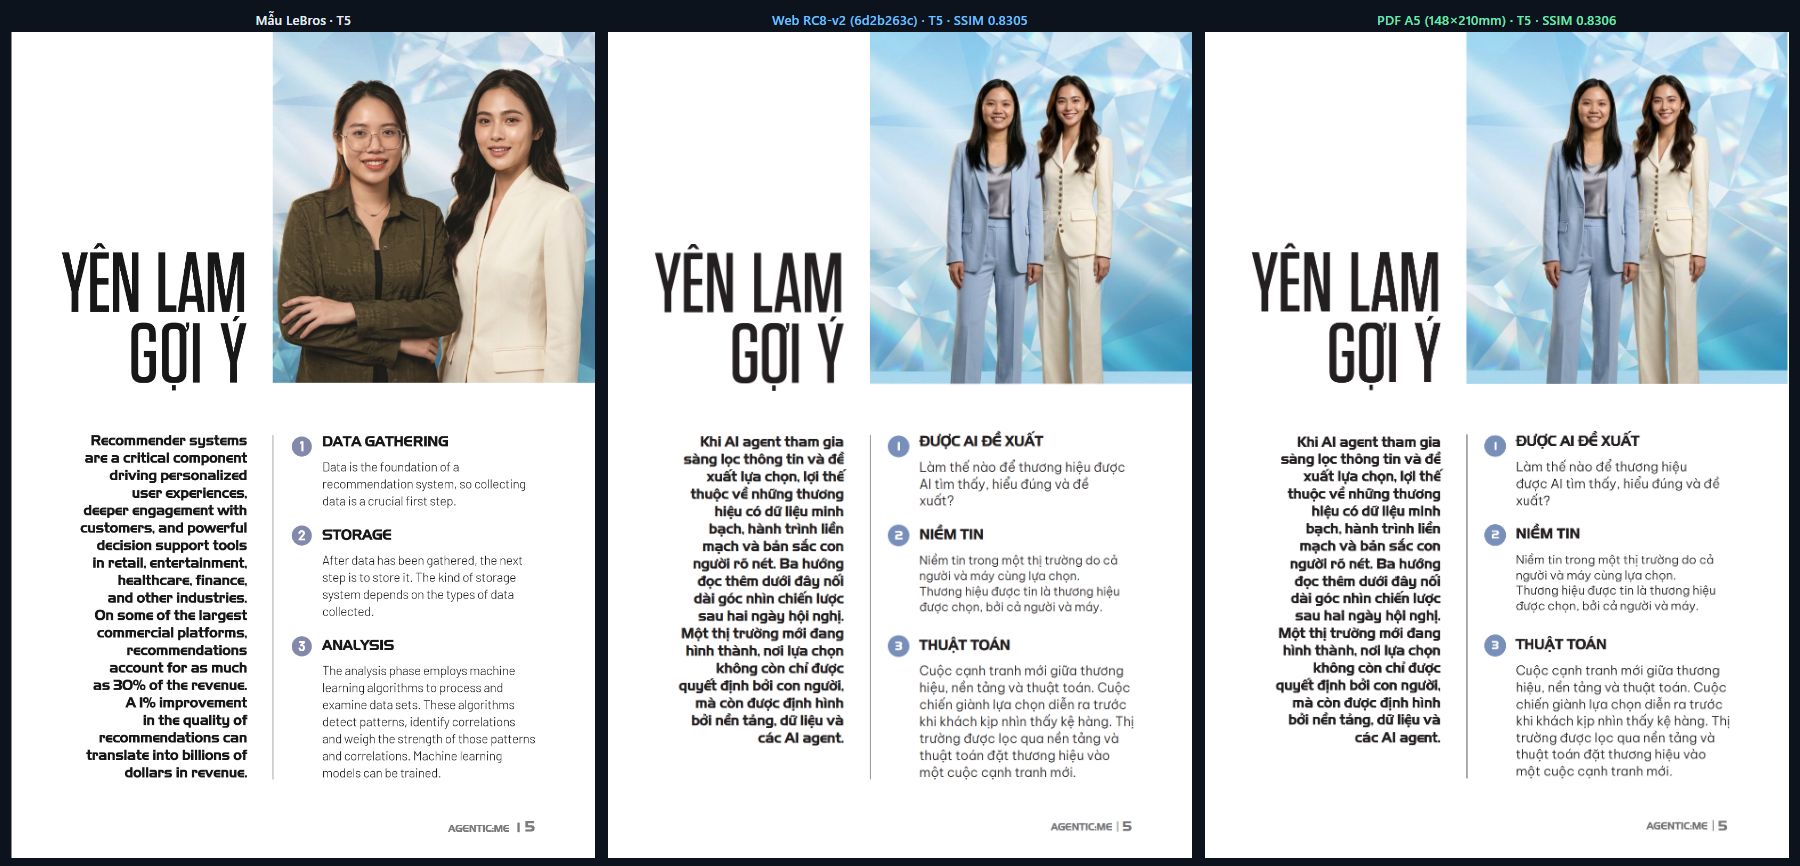 Mẫu LeBros · T5
YÊN LAM
GỢI Ý
Recommender systems
are a critical component
driving personalized
user experiences,
deeper engagement with
customers, and powerful
decision support tools
in retail, entertainment,
healthcare, finance,
and other industries.
On some of the largest
commercial platforms,
recommendations
account for as much
as 30% of the revenue.
A 1% improvement
in the quality of
recommendations can
translate into billions of
dollars in revenue.
1 DATA GATHERING
Data is the foundation of a
recommendation system, so collecting
data is a crucial first step.
2 STORAGE
After data has been gathered, the next
step is to store it. The kind of storage
system depends on the types of data
collected.
3 ANALYSIS
The analysis phase employs machine
learning algorithms to process and
examine data sets. These algorithms
detect patterns, identify correlations
and weigh the strength of those patterns
and correlations. Machine learning
models can be trained.
AGENTIC:ME | 5
Web RC8-v2 (6d2b263c) · T5 · SSIM 0.8305
YÊN LAM
GỢI Ý
Khi AI agent tham gia
sàng lọc thông tin và đề
xuất lựa chọn, lợi thế
thuộc về những thương
hiệu có dữ liệu minh
bạch, hành trình liền
mạch và bản sắc con
người rõ nét. Ba hướng
đọc thêm dưới đây nối
dài góc nhìn chiến lược
sau hai ngày hội nghị.
Một thị trường mới đang
hình thành, nơi lựa chọn
không còn chỉ được
quyết định bởi con người,
mà còn được định hình
bởi nền tảng, dữ liệu và
các AI agent.
1 ĐƯỢC AI ĐỀ XUẤT
Làm thế nào để thương hiệu được
AI tìm thấy, hiểu đúng và đề
xuất?
2 NIỀM TIN
Niềm tin trong một thị trường do cả
người và máy cùng lựa chọn.
Thương hiệu được tin là thương hiệu
được chọn, bởi cả người và máy.
3 THUẬT TOÁN
Cuộc cạnh tranh mới giữa thương
hiệu, nền tảng và thuật toán. Cuộc
chiến giành lựa chọn diễn ra trước
khi khách kịp nhìn thấy kệ hàng. Thị
trường được lọc qua nền tảng và
thuật toán đặt thương hiệu vào
một cuộc cạnh tranh mới.
AGENTIC:ME | 5
PDF A5 (148×210mm) · T5 · SSIM 0.8306
YÊN LAM
GỢI Ý
Khi AI agent tham gia
sàng lọc thông tin và đề
xuất lựa chọn, lợi thế
thuộc về những thương
hiệu có dữ liệu minh
bạch, hành trình liền
mạch và bản sắc con
người rõ nét. Ba hướng
đọc thêm dưới đây nối
dài góc nhìn chiến lược
sau hai ngày hội nghị.
Một thị trường mới đang
hình thành, nơi lựa chọn
không còn chỉ được
quyết định bởi con người,
mà còn được định hình
bởi nền tảng, dữ liệu và
các AI agent.
1 ĐƯỢC AI ĐỀ XUẤT
Làm thế nào để thương hiệu
được AI tìm thấy, hiểu đúng và đề
xuất?
2 NIỀM TIN
Niềm tin trong một thị trường do cả
người và máy cùng lựa chọn.
Thương hiệu được tin là thương hiệu
được chọn, bởi cả người và máy.
3 THUẬT TOÁN
Cuộc cạnh tranh mới giữa thương
hiệu, nền tảng và thuật toán. Cuộc
chiến giành lựa chọn diễn ra trước
khi khách kịp nhìn thấy kệ hàng. Thị
trường được lọc qua nền tảng và
thuật toán đặt thương hiệu vào
một cuộc cạnh tranh mới.
AGENTIC:ME | 5